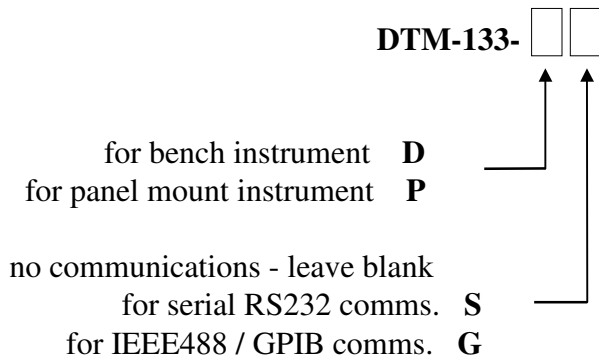 DTM-133-
for bench instrument D
for panel mount instrument P
no communications - leave blank
for serial RS232 comms. S
for IEEE488 / GPIB comms. G